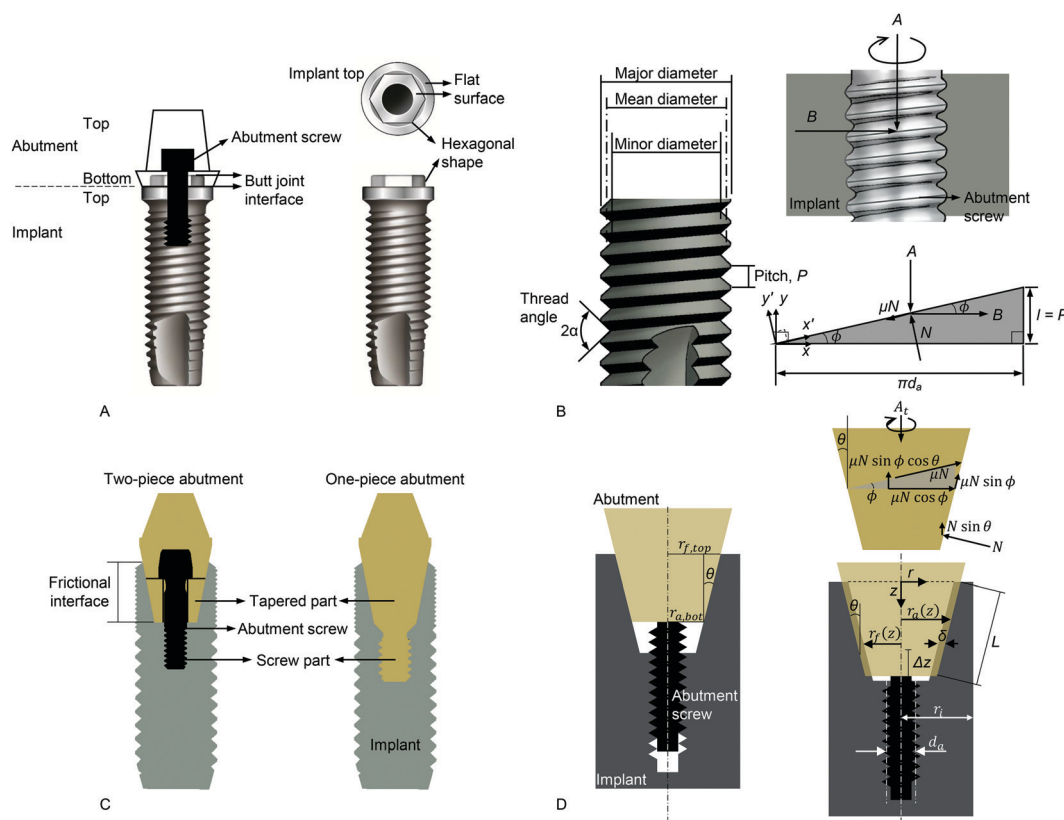 Implant top
Flat
surface
Top
Abutment
Abutment screw
Hexagonal
shape
Bottom
Butt joint
interface
Top
Implant
A
Major diameter
Mean diameter
Minor diameter
Pitch, P
Thread
angle
2α
A
B
Implant
Abutment
screw
A
y' y
μN
ϕ
x'
B
l = P
ϕ
N
x
πd_a
B
Two-piece abutment
One-piece abutment
Frictional
interface
Tapered part
Abutment screw
Screw part
Implant
C
Abutment
r_f,top
θ
r_a,bot
Abutment
screw
Implant
A_t
θ
μN sin ϕ cos θ
μN
μN sin ϕ
ϕ
μN cos ϕ
N sin θ
N
r
z
θ
r_a(z)
r_f(z)
δ
L
Δz
r_i
d_a
D